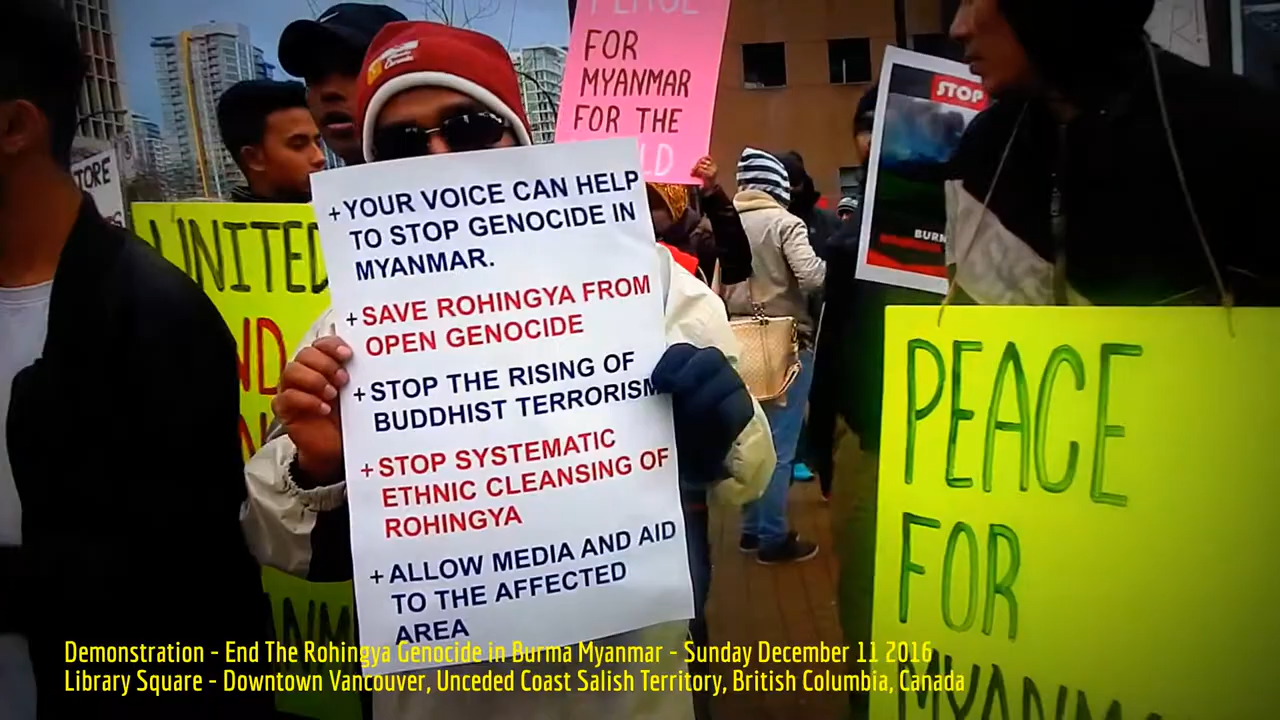 PEACE
FOR
MYANMAR
FOR THE
STOP
TORE
UNITED
+YOUR VOICE CAN HELP
TO STOP GENOCIDE IN
MYANMAR.
+SAVE ROHINGYA FROM
OPEN GENOCIDE
+STOP THE RISING OF
BUDDHIST TERRORISM
+STOP SYSTEMATIC
ETHNIC CLEANSING OF
ROHINGYA
+ALLOW MEDIA AND AID
TO THE AFFECTED
AREA
PEACE
FOR
MYANMA
Demonstration - End The Rohingya Genocide in Burma Myanmar - Sunday December 11 2016
Library Square - Downtown Vancouver, Unceded Coast Salish Territory, British Columbia, Canada